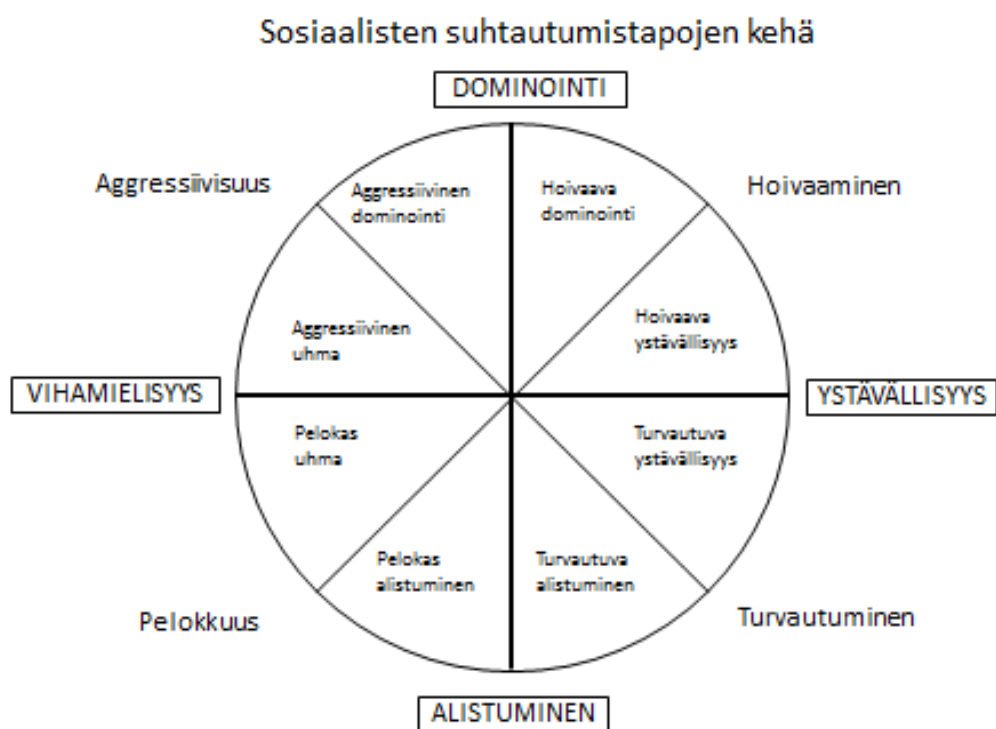 Sosiaalisten suhtautumistapojen kehä
DOMINOINTI
Aggressiivisuus
Aggressiivinen
dominointi
Hoivaava
dominointi
Hoivaaminen
Aggressiivinen
uhma
Hoivaava
ystävällisyys
VIHAMIELISYYS
YSTÄVÄLLISYYS
Pelokas
uhma
Turvautuva
ystävällisyys
Pelokas
alistuminen
Turvautuva
alistuminen
Pelokkuus
Turvautuminen
ALISTUMINEN